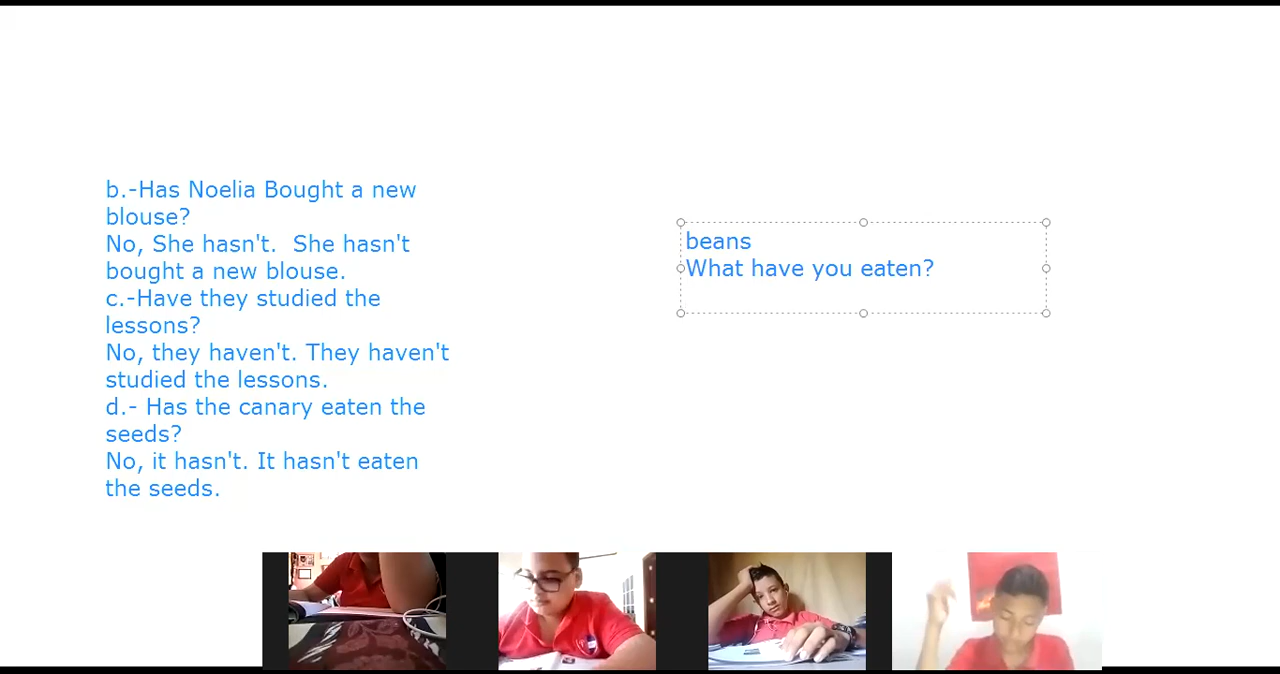 b.-Has Noelia Bought a new
blouse?
No, She hasn't.  She hasn't
bought a new blouse.
c.-Have they studied the
lessons?
No, they haven't. They haven't
studied the lessons.
d.- Has the canary eaten the
seeds?
No, it hasn't. It hasn't eaten
the seeds.
beans
What have you eaten?